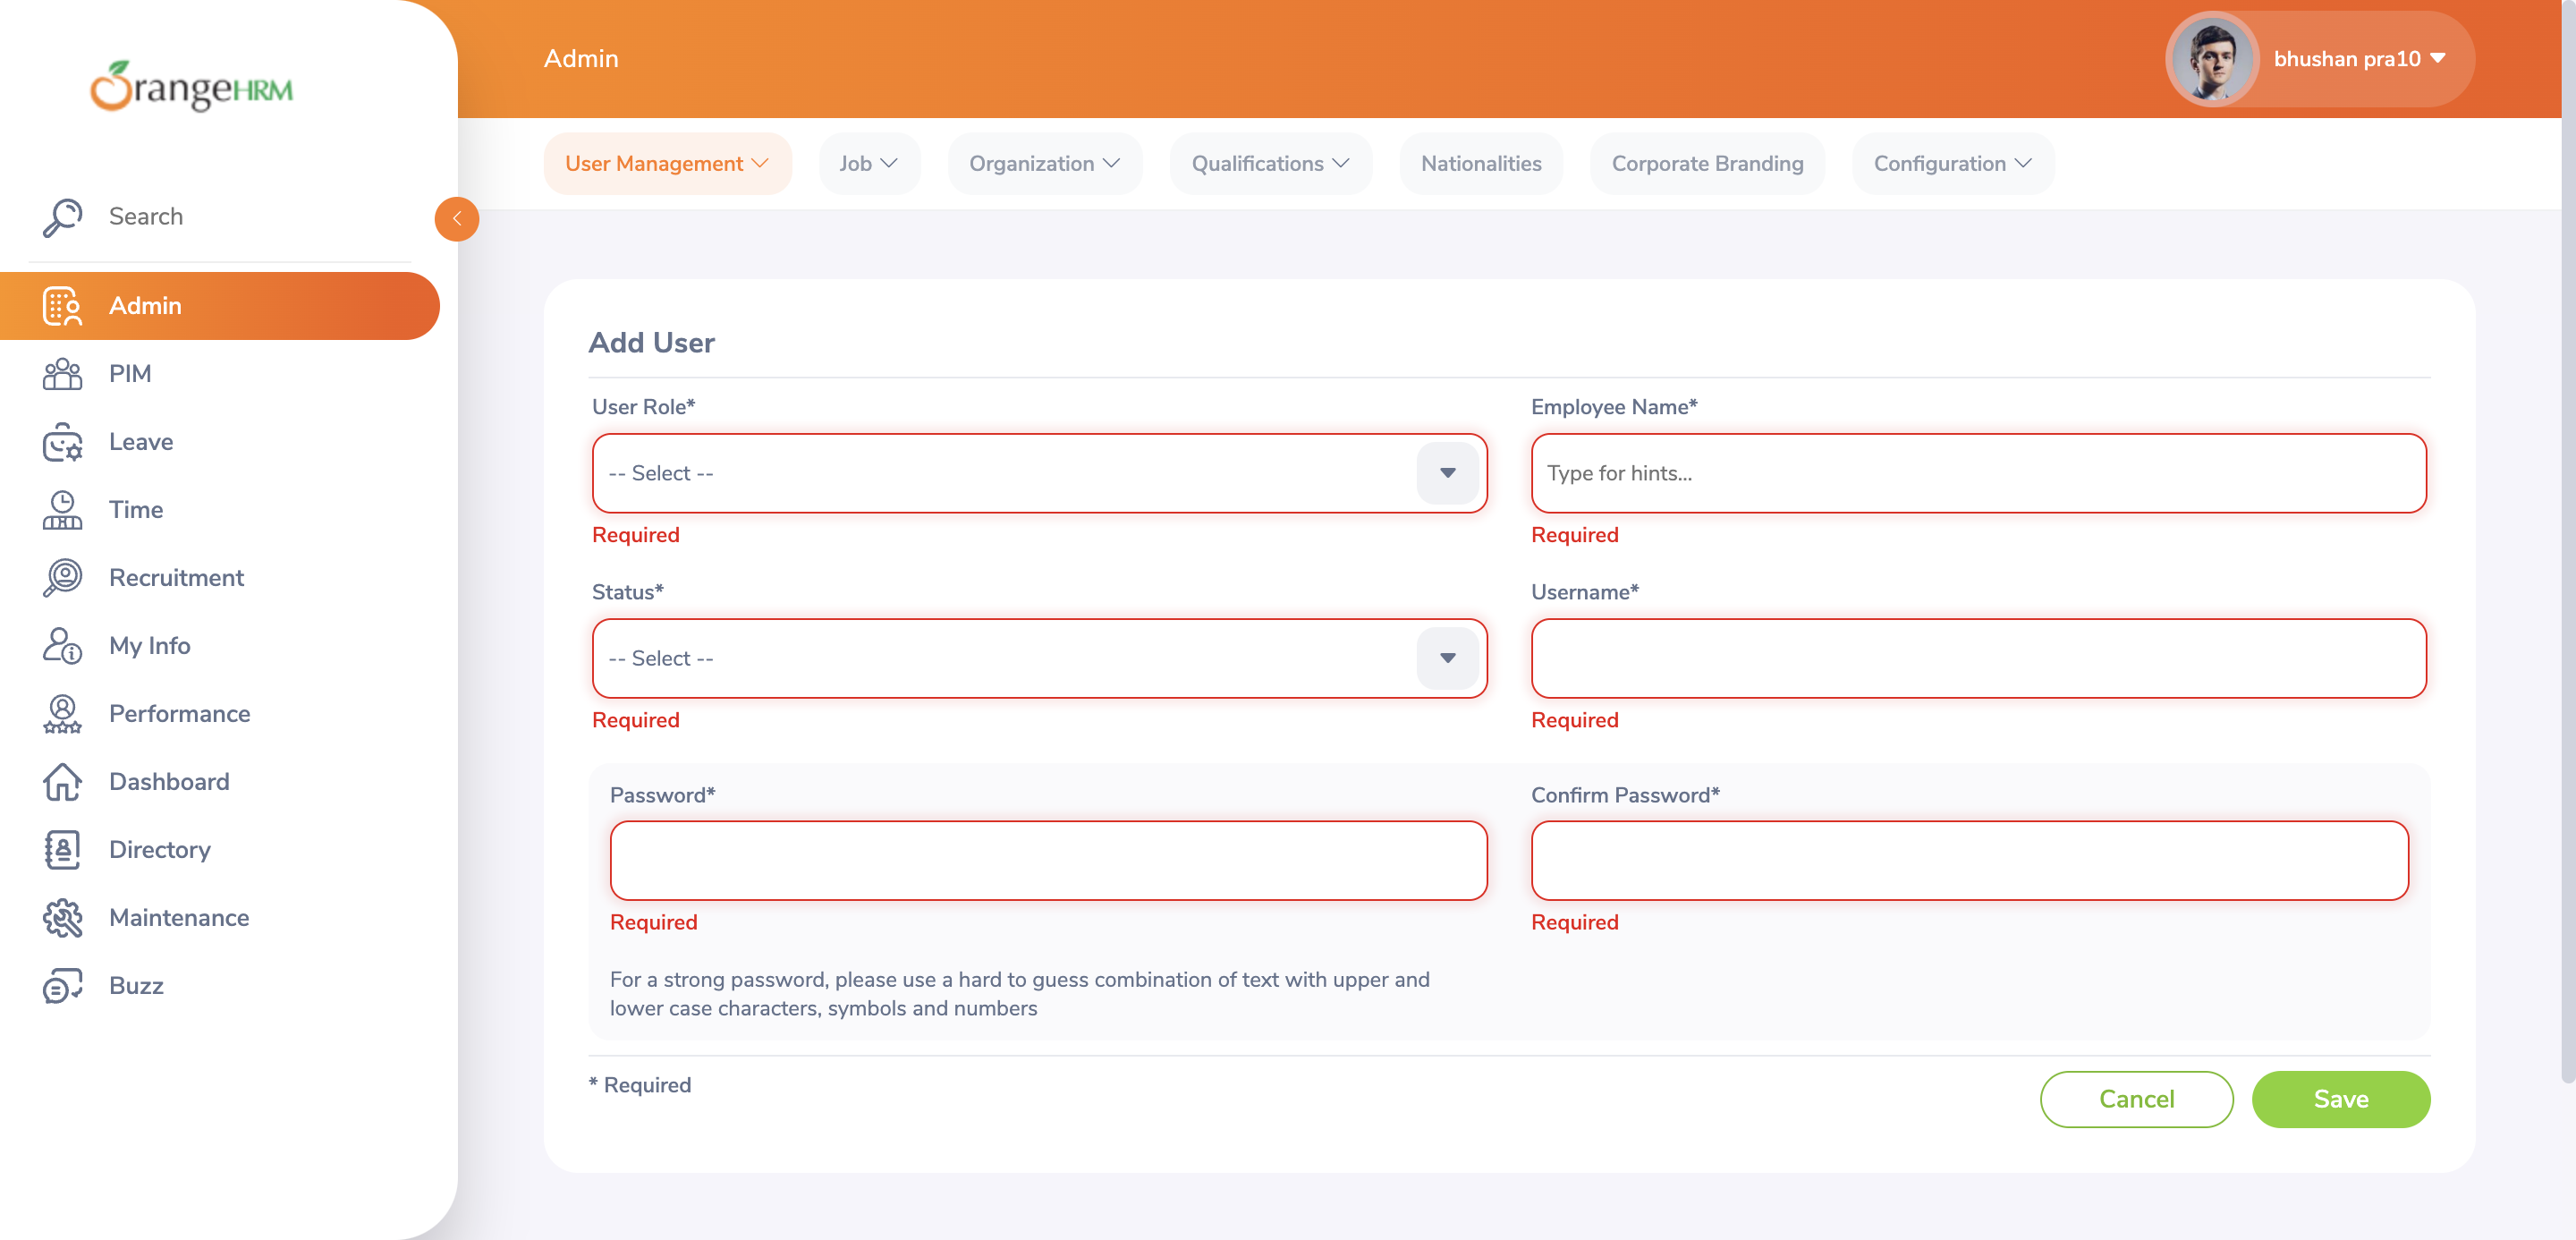 OrangeHRM
Search
Admin
PIM
Leave
Time
Recruitment
My Info
Performance
Dashboard
Directory
Maintenance
Buzz
Admin
bhushan pra10
User Management
Job
Organization
Qualifications
Nationalities
Corporate Branding
Configuration
Add User
User Role*
-- Select --
Required
Employee Name*
Type for hints...
Required
Status*
-- Select --
Required
Username*
Required
Password*
Required
Confirm Password*
Required
For a strong password, please use a hard to guess combination of text with upper and
lower case characters, symbols and numbers
* Required
Cancel
Save